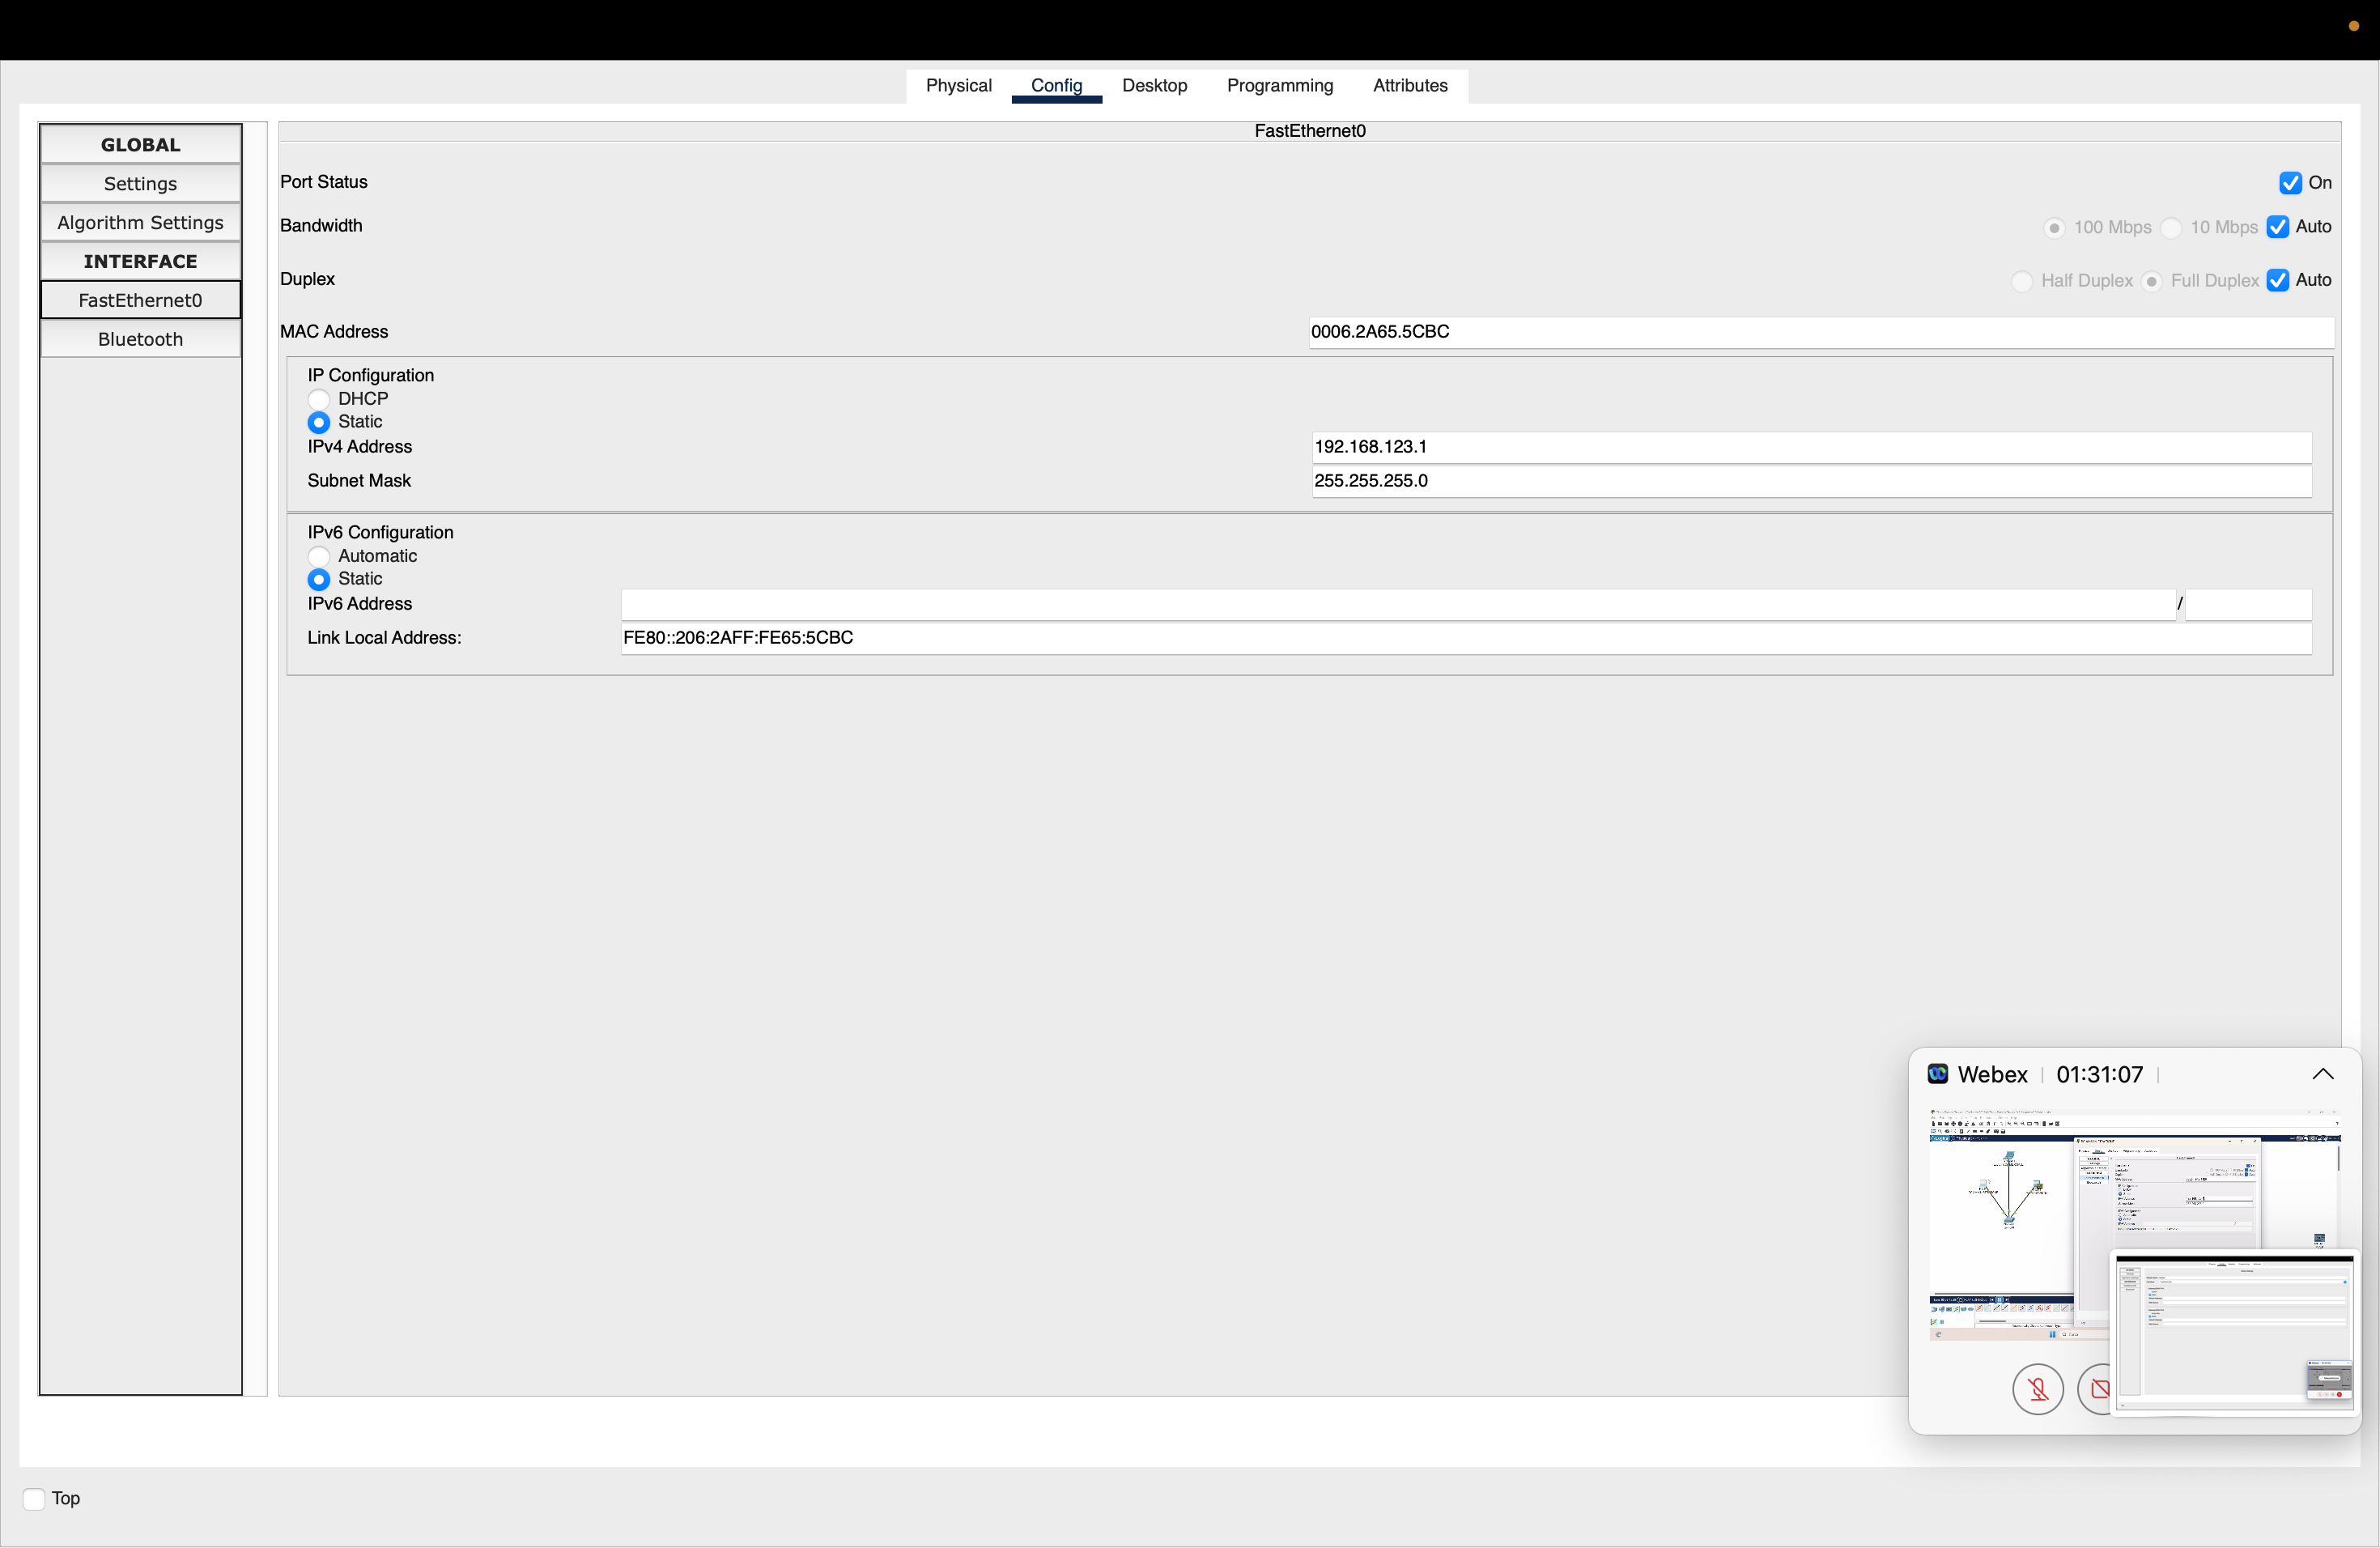 Physical Config Desktop Programming Attributes
GLOBAL
Settings
Algorithm Settings
INTERFACE
FastEthernet0
Bluetooth
FastEthernet0
Port Status On
Bandwidth 100 Mbps 10 Mbps Auto
Duplex Half Duplex Full Duplex Auto
MAC Address 0006.2A65.5CBC
IP Configuration
DHCP
Static
IPv4 Address 192.168.123.1
Subnet Mask 255.255.255.0
IPv6 Configuration
Automatic
Static
IPv6 Address /
Link Local Address: FE80::206:2AFF:FE65:5CBC
Webex 01:31:07
Top